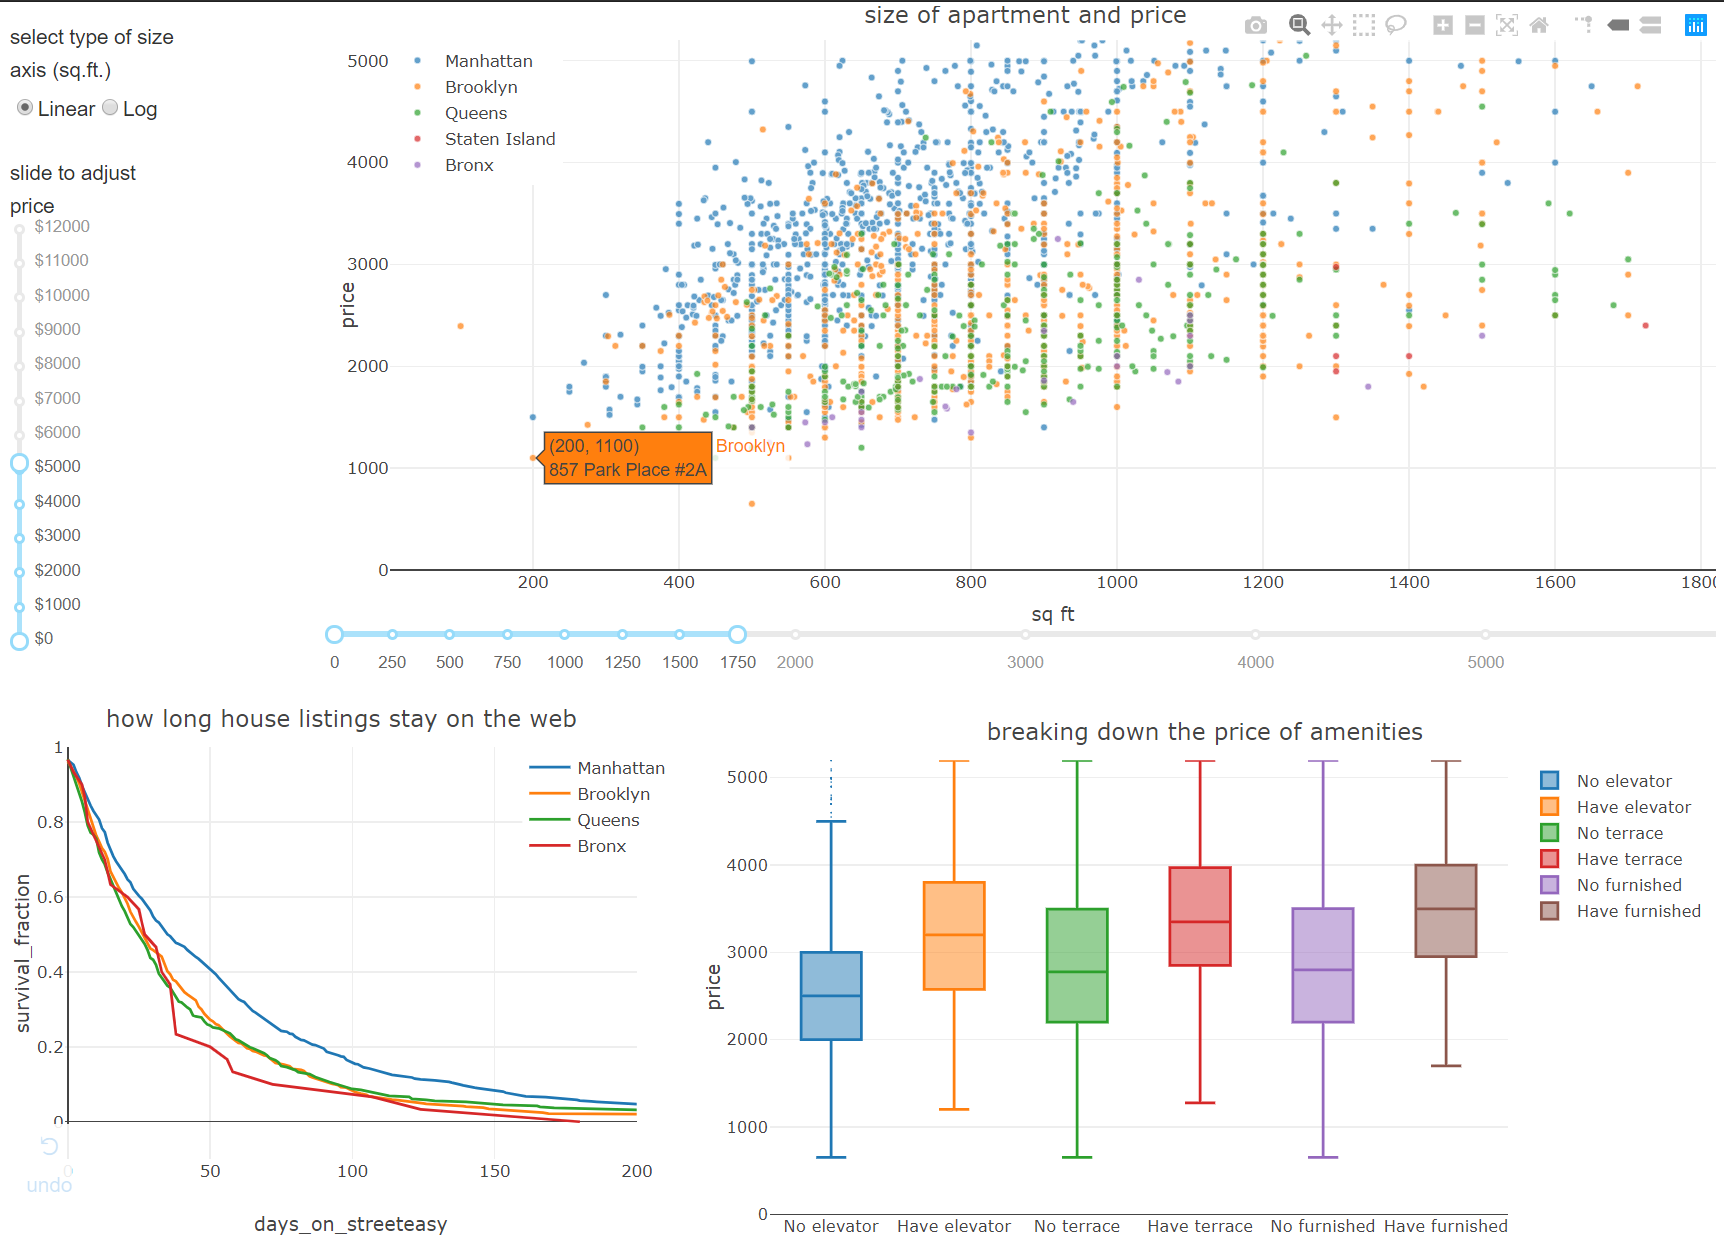 select type of size
axis (sq.ft.)
Linear Log
slide to adjust
price
$12000
$11000
$10000
$9000
$8000
$7000
$6000
$5000
$4000
$3000
$2000
$1000
$0
size of apartment and price
Manhattan
Brooklyn
Queens
Staten Island
Bronx
5000
4000
3000
2000
1000
0
price
(200, 1100)
857 Park Place #2A
Brooklyn
200 400 600 800 1000 1200 1400 1600 1800
sq ft
0 250 500 750 1000 1250 1500 1750 2000 3000 4000 5000
how long house listings stay on the web
Manhattan
Brooklyn
Queens
Bronx
1
0.8
0.6
0.4
0.2
0
survival_fraction
0 50 100 150 200
days_on_streeteasy
undo
breaking down the price of amenities
5000
4000
3000
2000
1000
0
price
No elevator Have elevator No terrace Have terrace No furnished Have furnished
No elevator
Have elevator
No terrace
Have terrace
No furnished
Have furnished